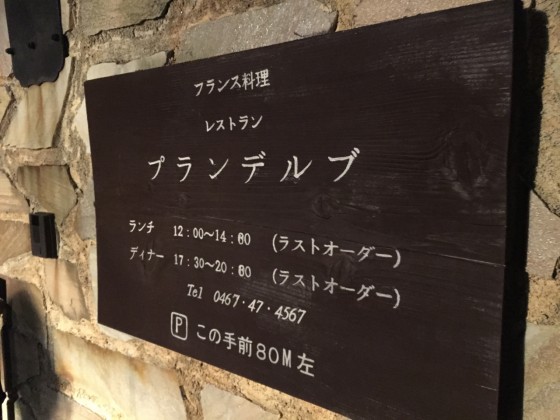 フランス料理
レストラン
プランデルブ
ランチ 12:00〜14:00 (ラストオーダー)
ディナー 17:30〜20:00 (ラストオーダー)
Tel 0467・47・4567
P この手前80M左